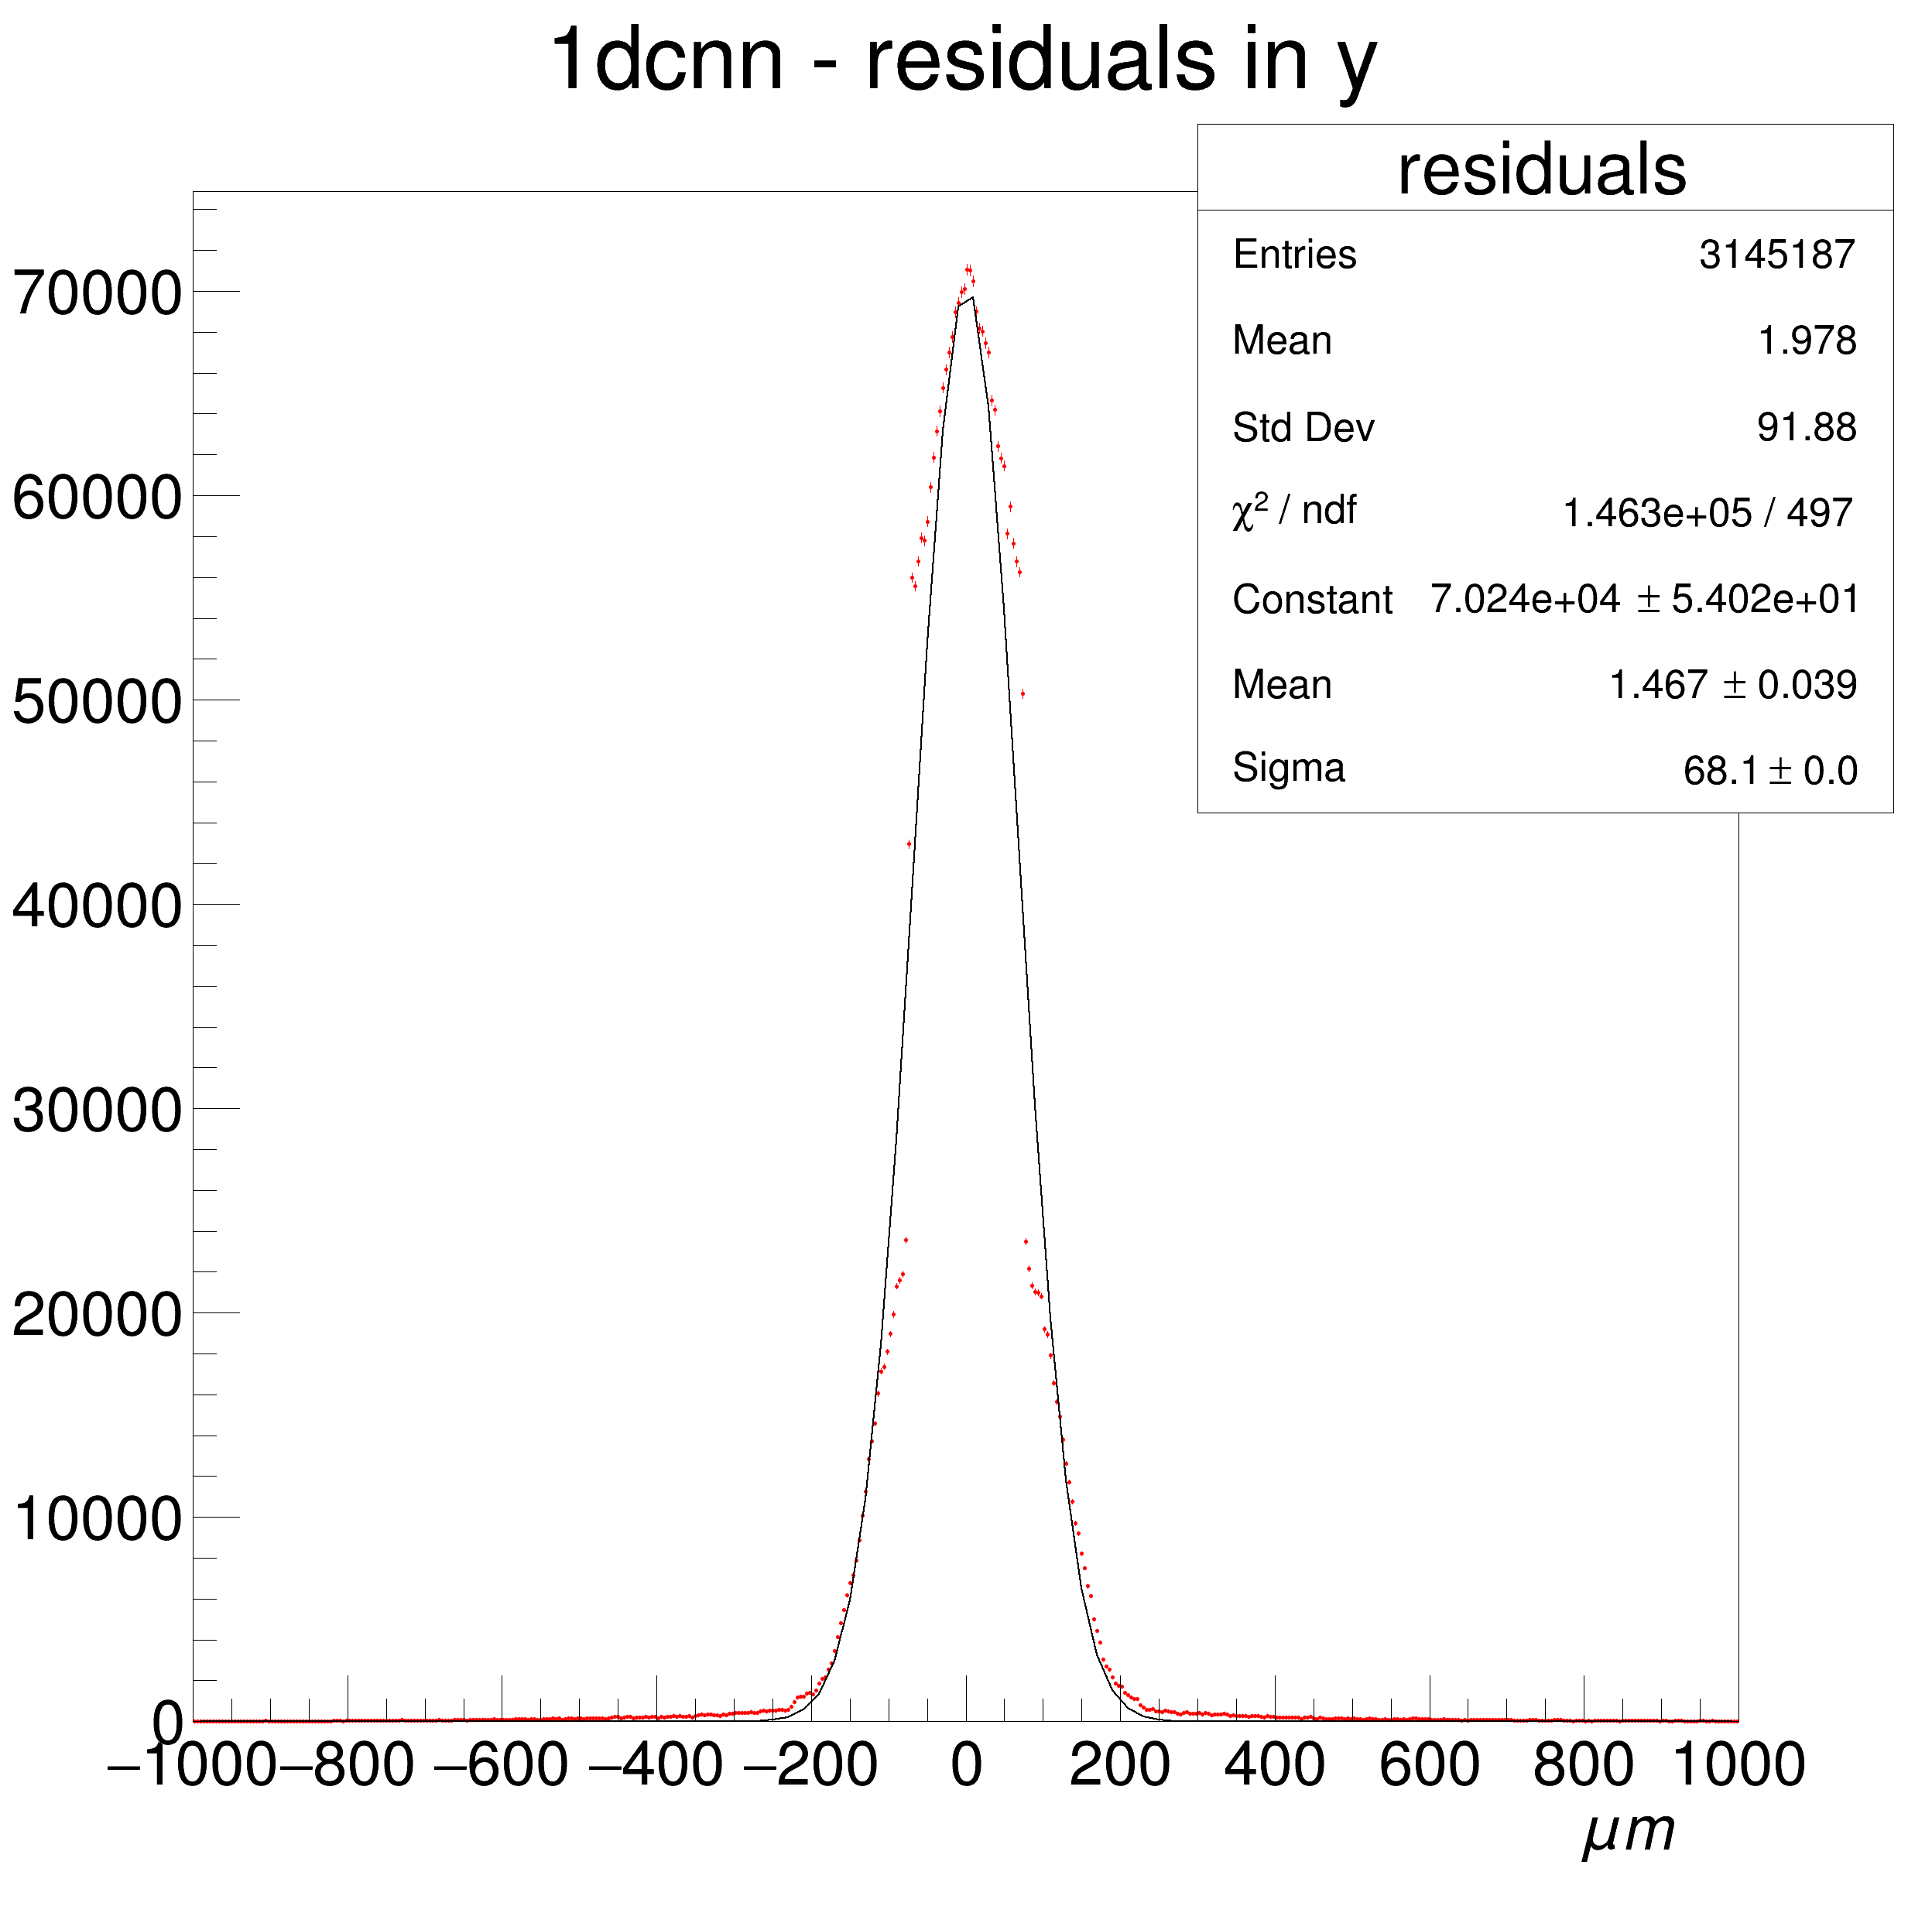 1dcnn - residuals in y
residuals
Entries 3145187
Mean 1.978
Std Dev 91.88
χ² / ndf 1.463e+05 / 497
Constant 7.024e+04 ± 5.402e+01
Mean 1.467 ± 0.039
Sigma 68.1 ± 0.0
70000
60000
50000
40000
30000
20000
10000
0
−1000 −800 −600 −400 −200 0 200 400 600 800 1000
μm